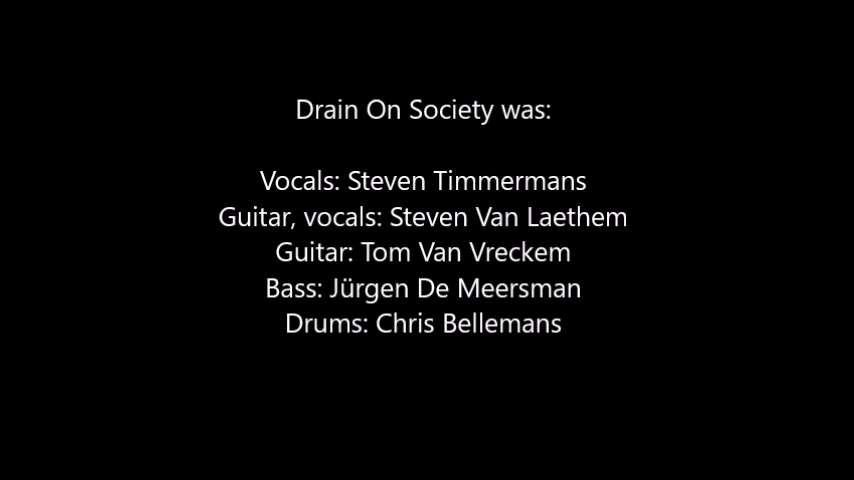 Drain On Society was:
Vocals: Steven Timmermans
Guitar, vocals: Steven Van Laethem
Guitar: Tom Van Vreckem
Bass: Jürgen De Meersman
Drums: Chris Bellemans